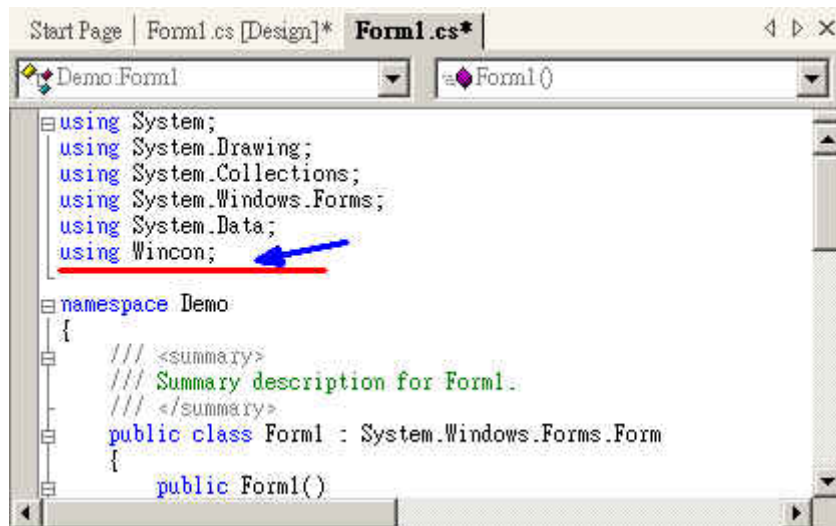 Start Page Form1.cs [Design]* Form1.cs*
Demo.Form1 Form1()
using System;
using System.Drawing;
using System.Collections;
using System.Windows.Forms;
using System.Data;
using Wincon;
namespace Demo
{
/// <summary>
/// Summary description for Form1.
/// </summary>
public class Form1 : System.Windows.Forms.Form
{
public Form1()